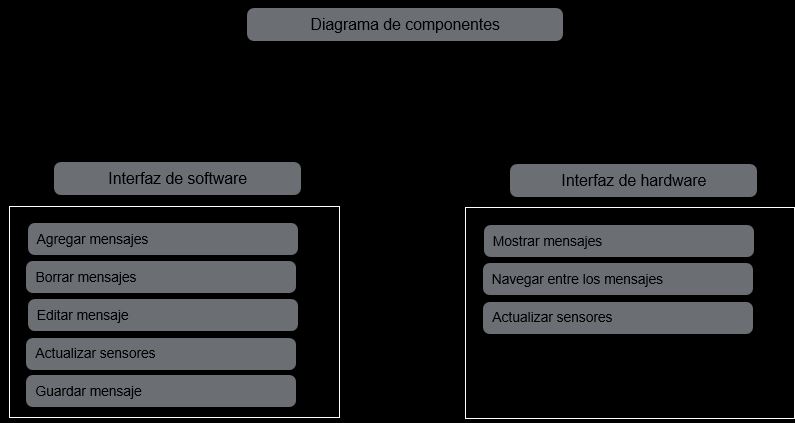 Diagrama de componentes
Interfaz de software
Agregar mensajes
Borrar mensajes
Editar mensaje
Actualizar sensores
Guardar mensaje
Interfaz de hardware
Mostrar mensajes
Navegar entre los mensajes
Actualizar sensores